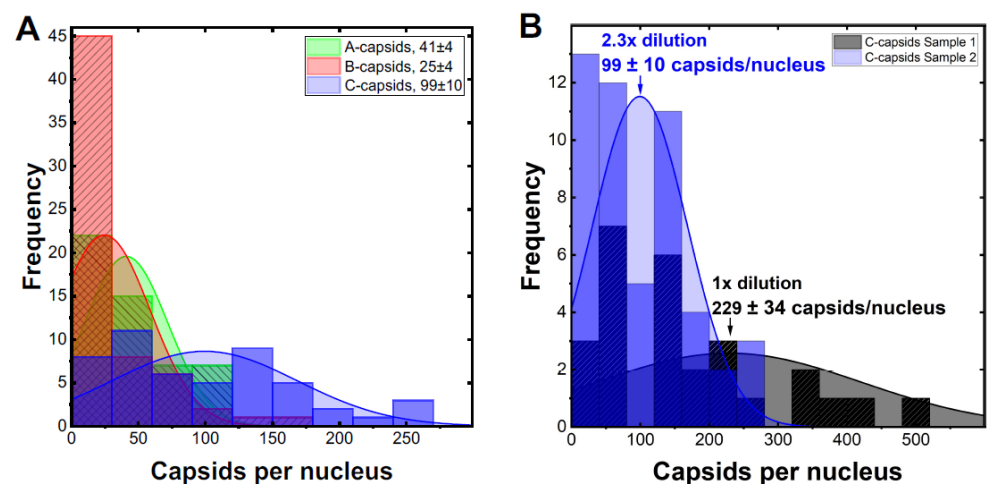 A
A-capsids, 41±4
B-capsids, 25±4
C-capsids, 99±10
45
40
35
30
25
20
15
10
5
0
Frequency
0 50 100 150 200 250
Capsids per nucleus
B
2.3x dilution
99 ± 10 capsids/nucleus
C-capsids Sample 1
C-capsids Sample 2
1x dilution
229 ± 34 capsids/nucleus
12
10
8
6
4
2
0
Frequency
0 100 200 300 400 500
Capsids per nucleus